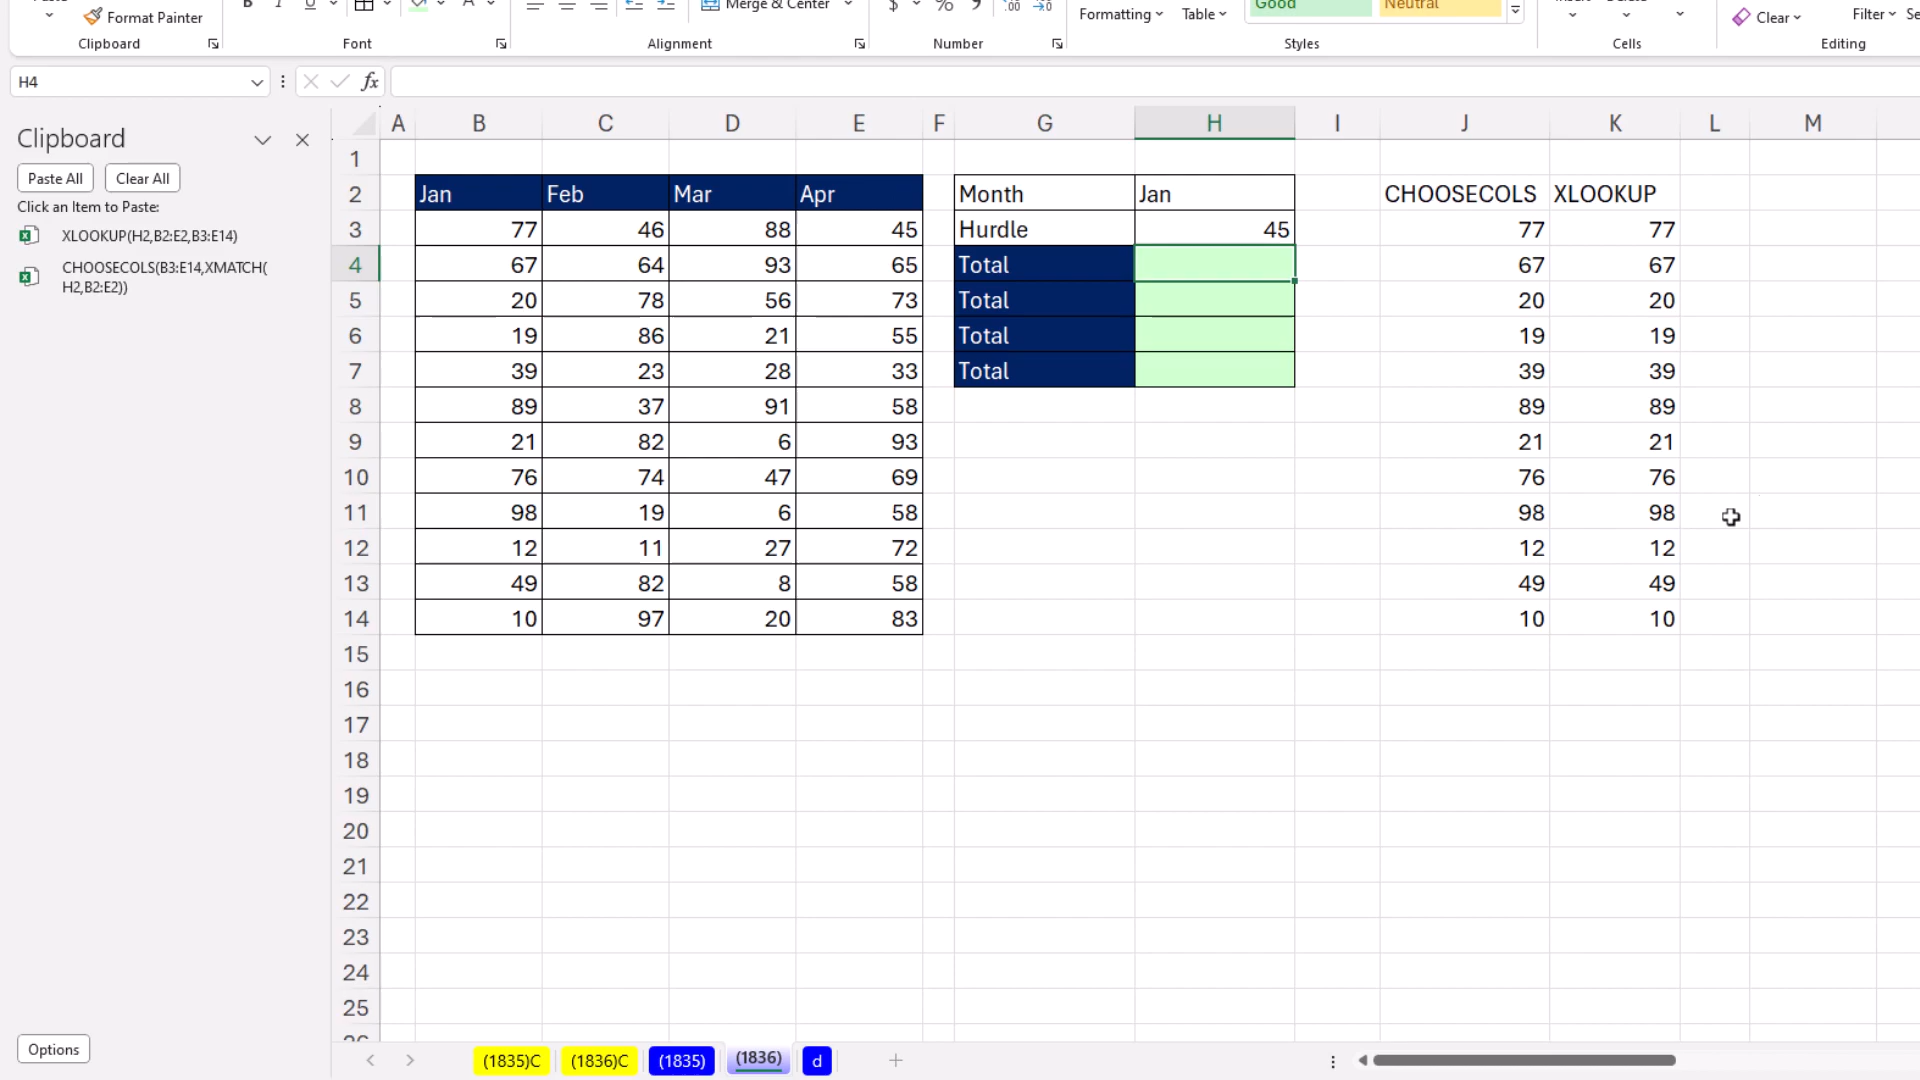 Format Painter
Merge & Center
$
%
Formatting
Table
Good
Neutral
Clear
Filter
Clipboard
Font
Alignment
Number
Styles
Cells
Editing
H4
fx
Clipboard
Paste All
Clear All
Click an Item to Paste:
XLOOKUP(H2,B2:E2,B3:E14)
CHOOSECOLS(B3:E14,XMATCH(
H2,B2:E2))
Options
A B C D E F G H I J K L M
1
2 Jan Feb Mar Apr Month Jan CHOOSECOLS XLOOKUP
3 77 46 88 45 Hurdle 45 77 77
4 67 64 93 65 Total 67 67
5 20 78 56 73 Total 20 20
6 19 86 21 55 Total 19 19
7 39 23 28 33 Total 39 39
8 89 37 91 58 89 89
9 21 82 6 93 21 21
10 76 74 47 69 76 76
11 98 19 6 58 98 98
12 12 11 27 72 12 12
13 49 82 8 58 49 49
14 10 97 20 83 10 10
15
16
17
18
19
20
21
22
23
24
25
(1835)C (1836)C (1835) (1836) d